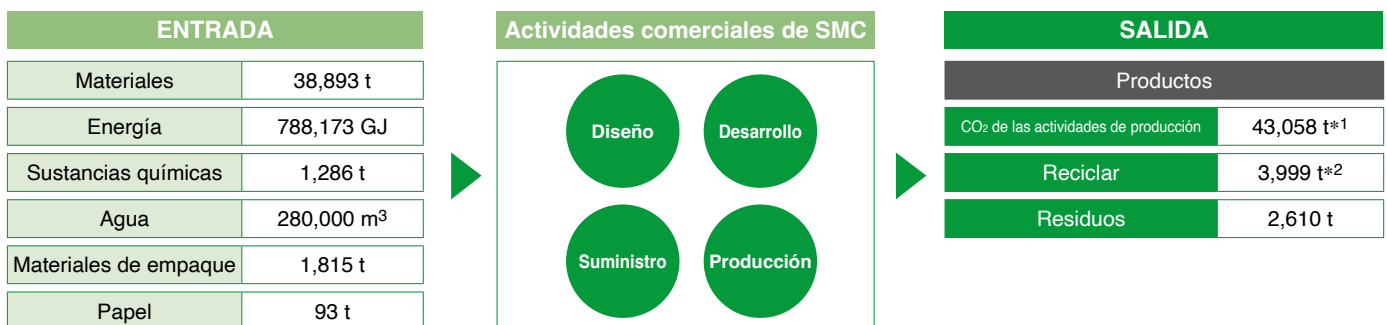 ENTRADA
Materiales 38,893 t
Energía 788,173 GJ
Sustancias químicas 1,286 t
Agua 280,000 m3
Materiales de empaque 1,815 t
Papel 93 t
Actividades comerciales de SMC
Diseño Desarrollo
Suministro Producción
SALIDA
Productos
CO2 de las actividades de producción 43,058 t*1
Reciclar 3,999 t*2
Residuos 2,610 t